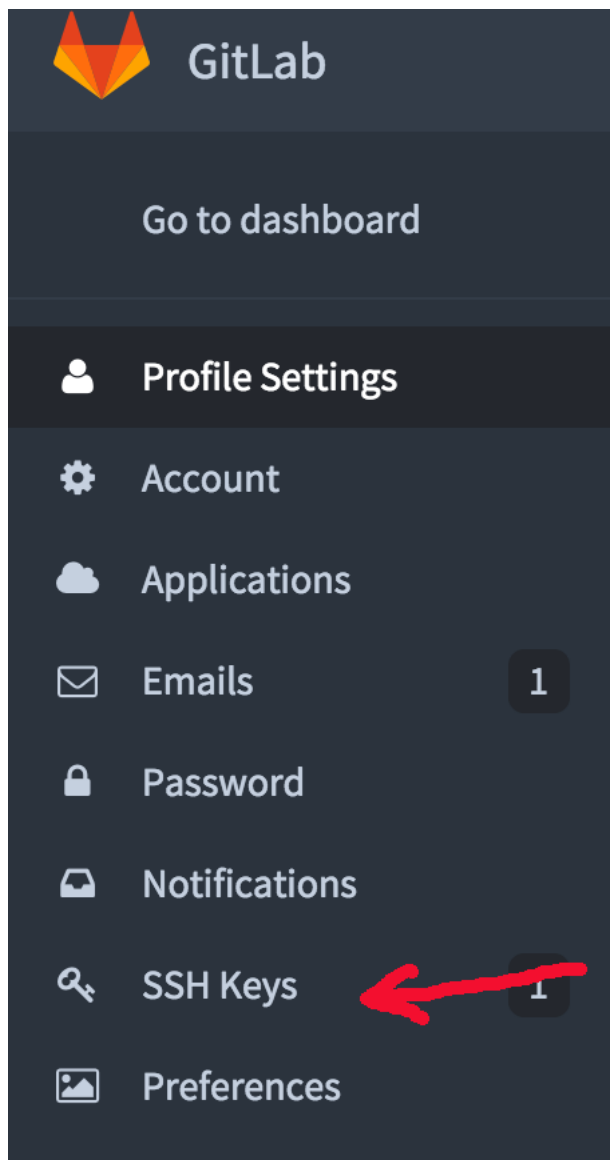 GitLab
Go to dashboard
Profile Settings
Account
Applications
Emails 1
Password
Notifications
SSH Keys 1
Preferences